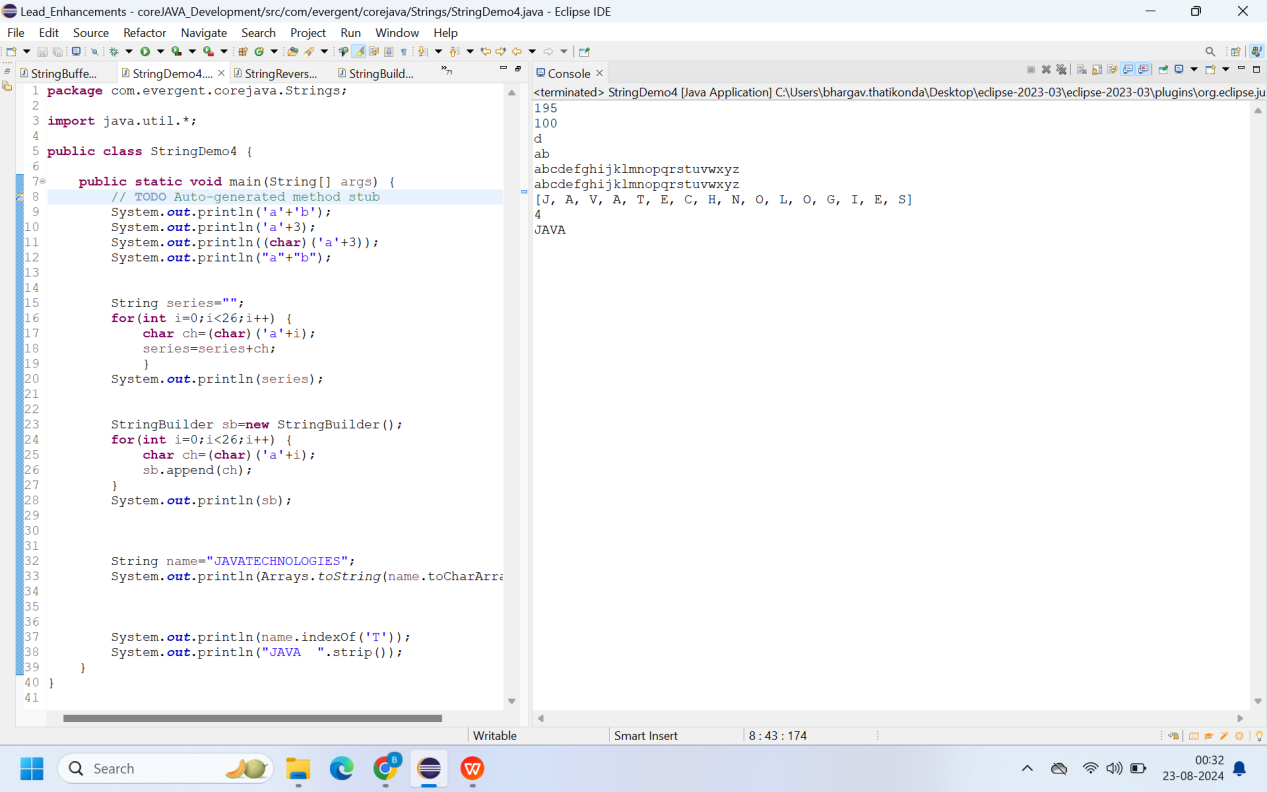 Lead_Enhancements - coreJAVA_Development/src/com/evergent/corejava/Strings/StringDemo4.java - Eclipse IDE
File Edit Source Refactor Navigate Search Project Run Window Help
StringBuffe... StringDemo4.... StringRevers... StringBuild... »71
1 package com.evergent.corejava.Strings;
2
3 import java.util.*;
4
5 public class StringDemo4 {
6
7 public static void main(String[] args) {
8 // TODO Auto-generated method stub
9 System.out.println('a'+'b');
10 System.out.println('a'+3);
11 System.out.println((char)('a'+3));
12 System.out.println("a"+"b");
13
14
15 String series="";
16 for(int i=0;i<26;i++) {
17 char ch=(char)('a'+i);
18 series=series+ch;
19 }
20 System.out.println(series);
21
22
23 StringBuilder sb=new StringBuilder();
24 for(int i=0;i<26;i++) {
25 char ch=(char)('a'+i);
26 sb.append(ch);
27 }
28 System.out.println(sb);
29
30
31
32 String name="JAVATECHNOLOGIES";
33 System.out.println(Arrays.toString(name.toCharArra
34
35
36
37 System.out.println(name.indexOf('T'));
38 System.out.println("JAVA  ".strip());
39 }
40 }
41
Console
<terminated> StringDemo4 [Java Application] C:\Users\bhargav.thatikonda\Desktop\eclipse-2023-03\eclipse-2023-03\plugins\org.eclipse.ju
195
100
d
ab
abcdefghijklmnopqrstuvwxyz
abcdefghijklmnopqrstuvwxyz
[J, A, V, A, T, E, C, H, N, O, L, O, G, I, E, S]
4
JAVA
Writable Smart Insert 8 : 43 : 174
Search
00:32
23-08-2024